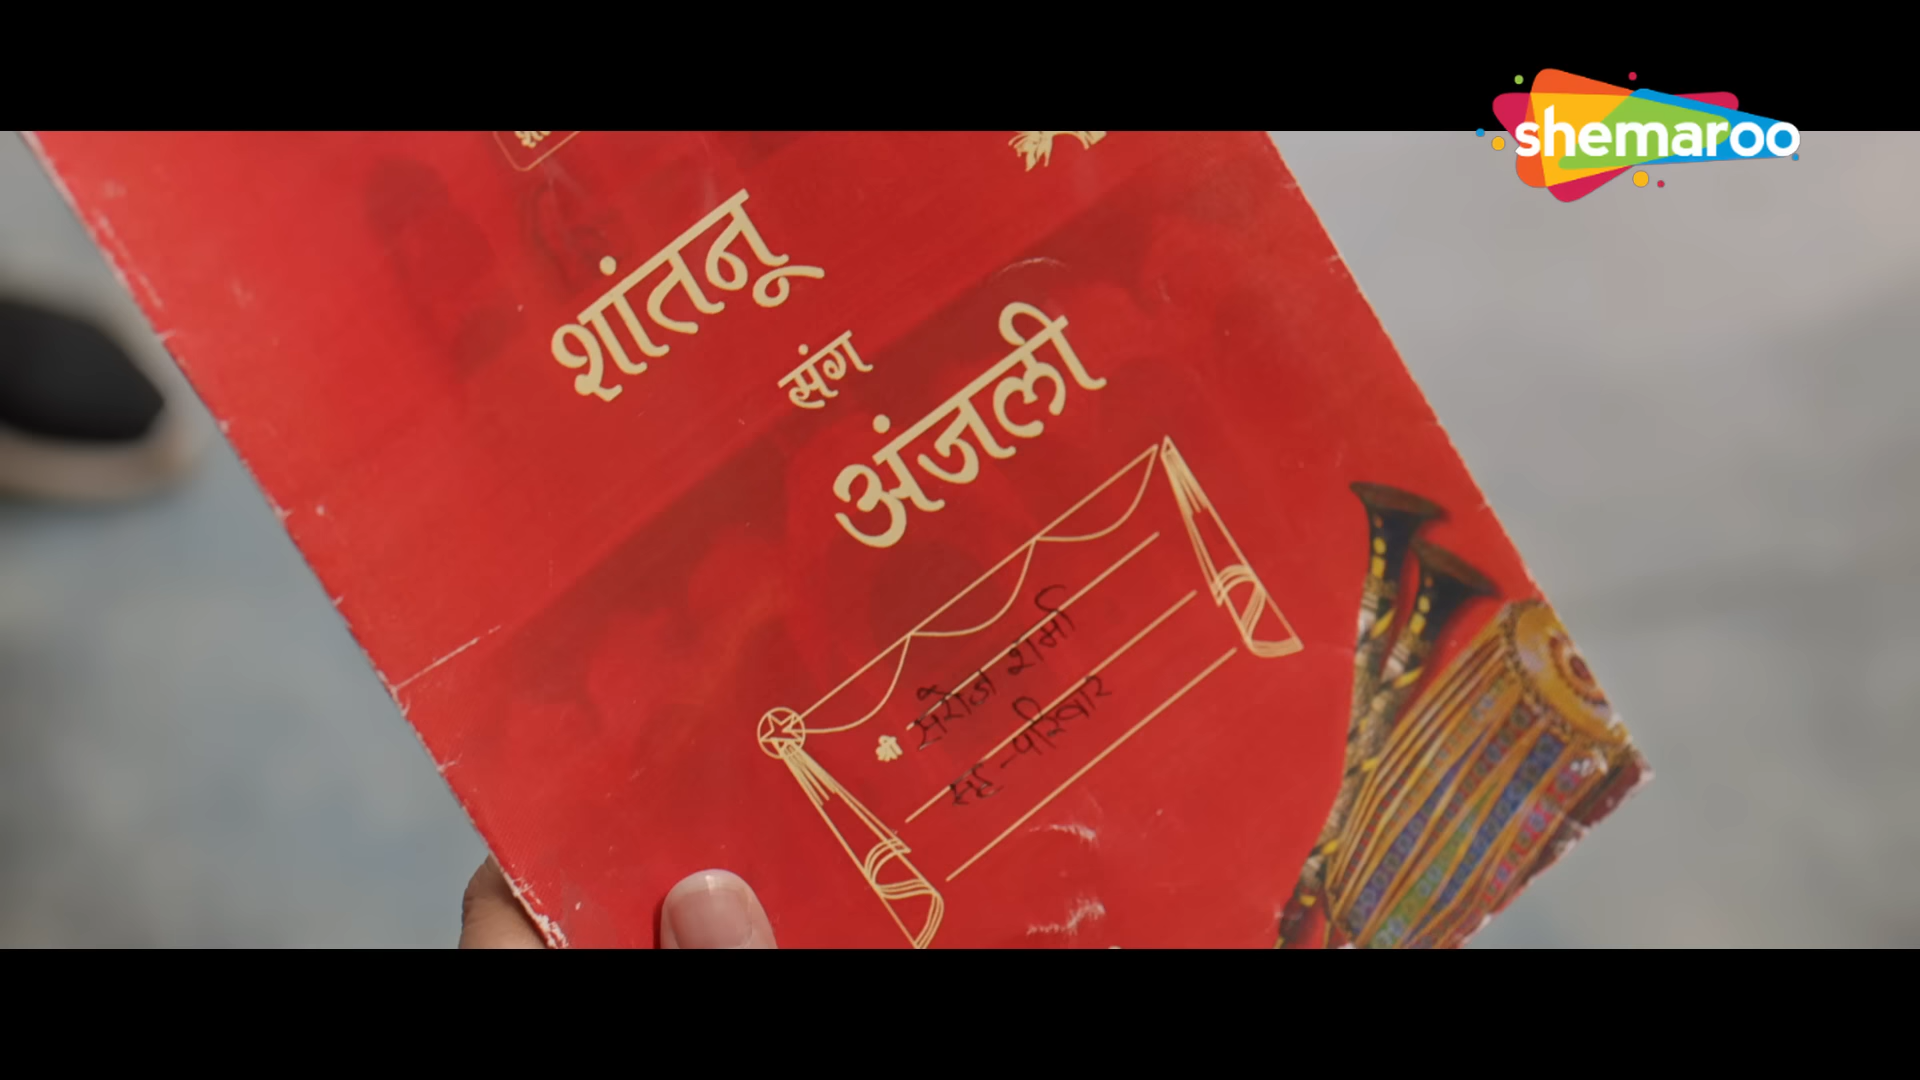 shemaroo
शांतनू
संग
अंजली
श्री सरोज शर्मा
सह-परिवार